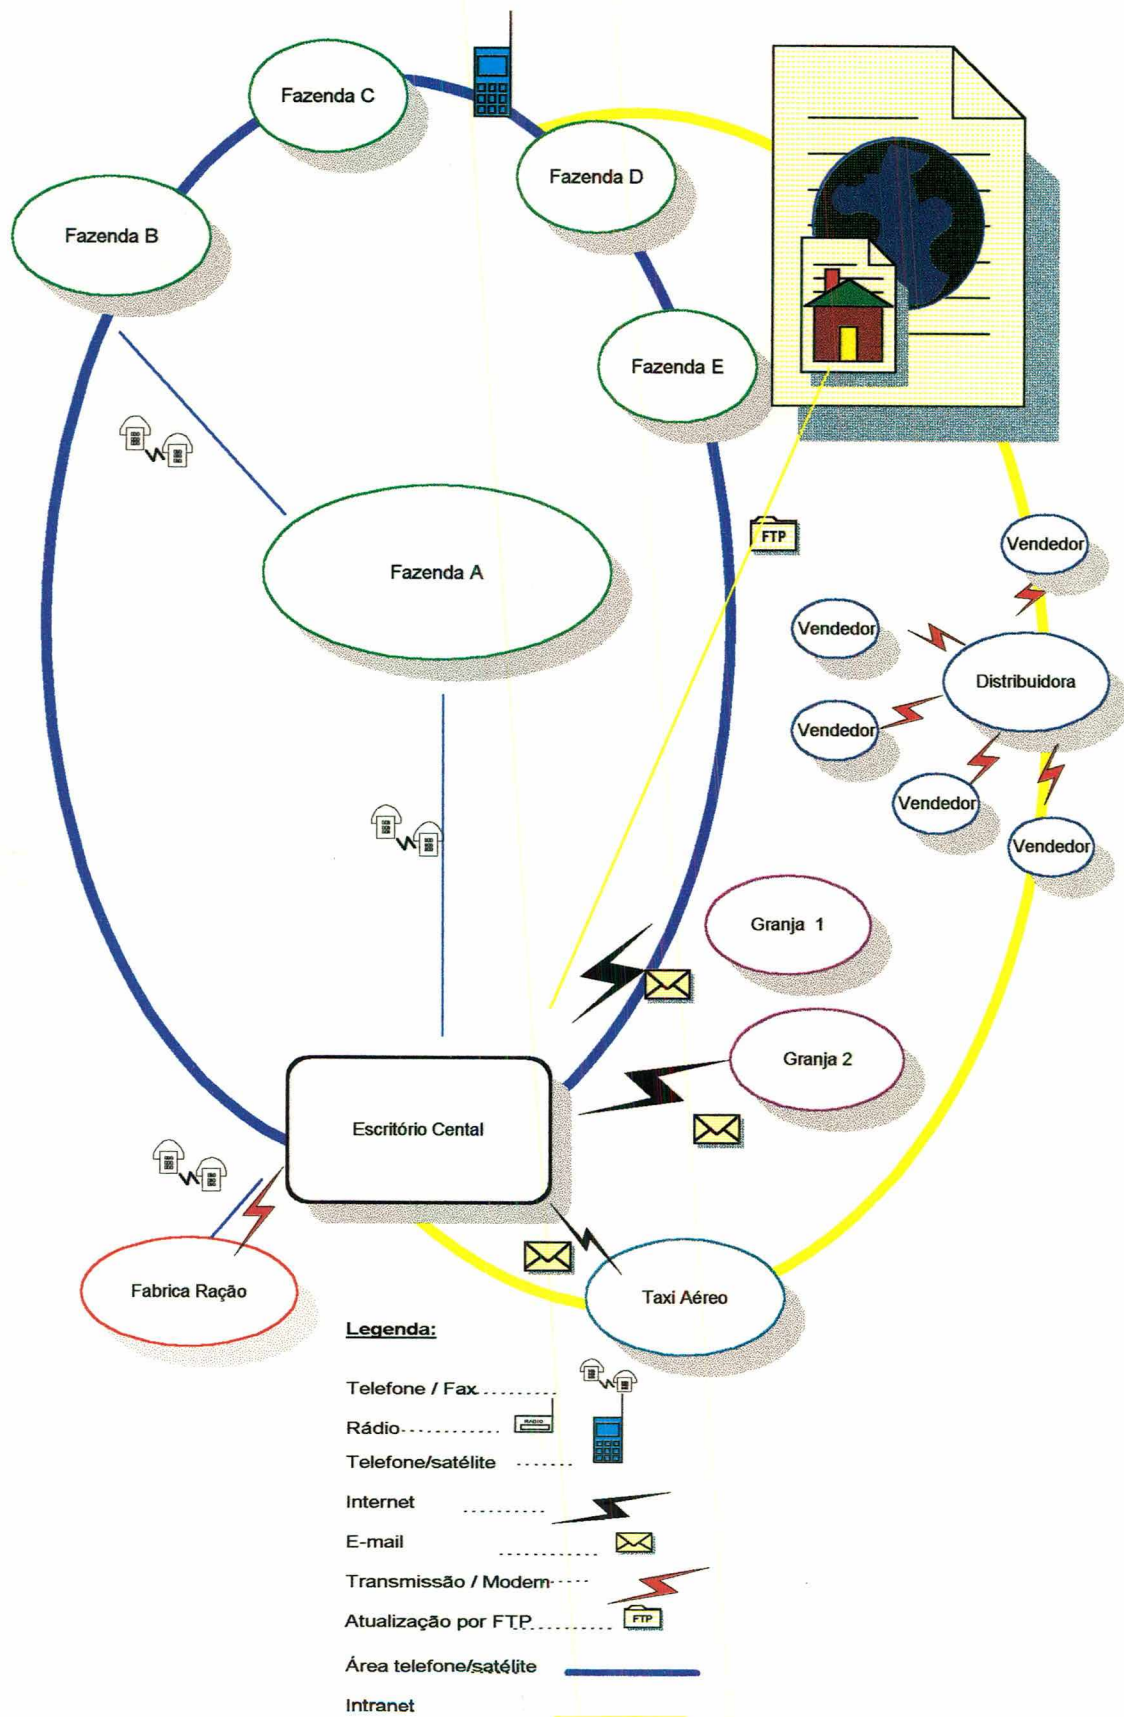 Fazenda C
Fazenda D
Fazenda B
Fazenda E
FTP
Vendedor
Fazenda A
Vendedor
Distribuidora
Vendedor
Vendedor
Vendedor
Granja 1
Granja 2
Escritório Cental
Fabrica Ração
Taxi Aéreo
Legenda:
Telefone / Fax
Rádio
RADIO
Telefone/satélite
Internet
E-mail
Transmissão / Modem
Atualização por FTP
FTP
Área telefone/satélite
Intranet